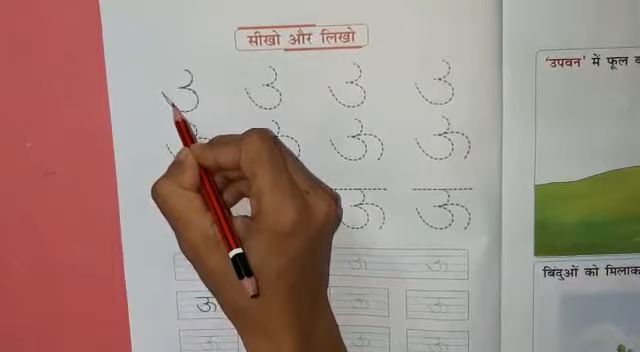 सीखो और लिखो
'उपवन' में फूल
उ उ उ उ
ऊ ऊ ऊ
ऊ ऊ
बिंदुओं को
ऊ ऊ
ऊ ऊ ऊ
ऊ ऊ ऊ